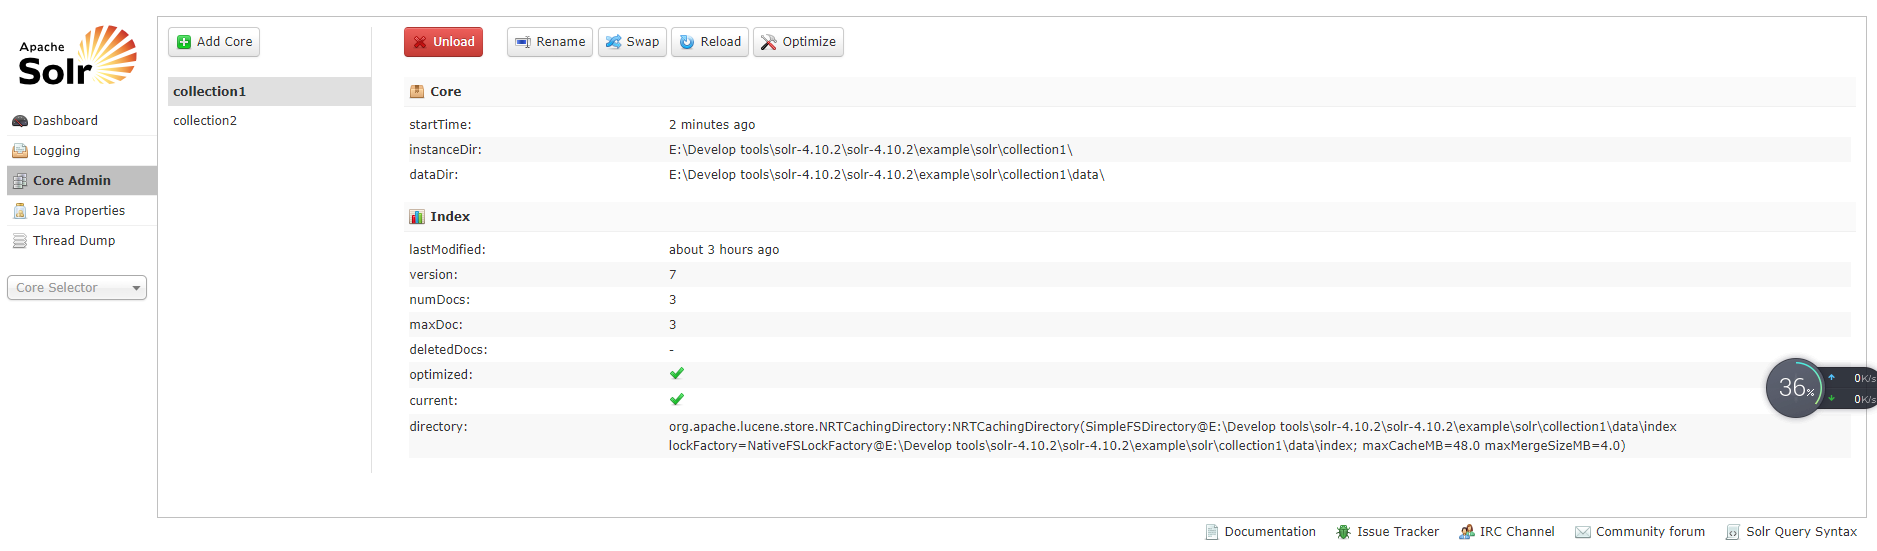 Apache
Solr
Dashboard
Logging
Core Admin
Java Properties
Thread Dump
Core Selector
Add Core
collection1
collection2
Unload
Rename
Swap
Reload
Optimize
Core
startTime: 2 minutes ago
instanceDir: E:\Develop tools\solr-4.10.2\solr-4.10.2\example\solr\collection1\
dataDir: E:\Develop tools\solr-4.10.2\solr-4.10.2\example\solr\collection1\data\
Index
lastModified: about 3 hours ago
version: 7
numDocs: 3
maxDoc: 3
deletedDocs: -
optimized:
current:
directory: org.apache.lucene.store.NRTCachingDirectory:NRTCachingDirectory(SimpleFSDirectory@E:\Develop tools\solr-4.10.2\solr-4.10.2\example\solr\collection1\data\index
lockFactory=NativeFSLockFactory@E:\Develop tools\solr-4.10.2\solr-4.10.2\example\solr\collection1\data\index; maxCacheMB=48.0 maxMergeSizeMB=4.0)
36%
0K/s
0K/s
Documentation
Issue Tracker
IRC Channel
Community forum
Solr Query Syntax